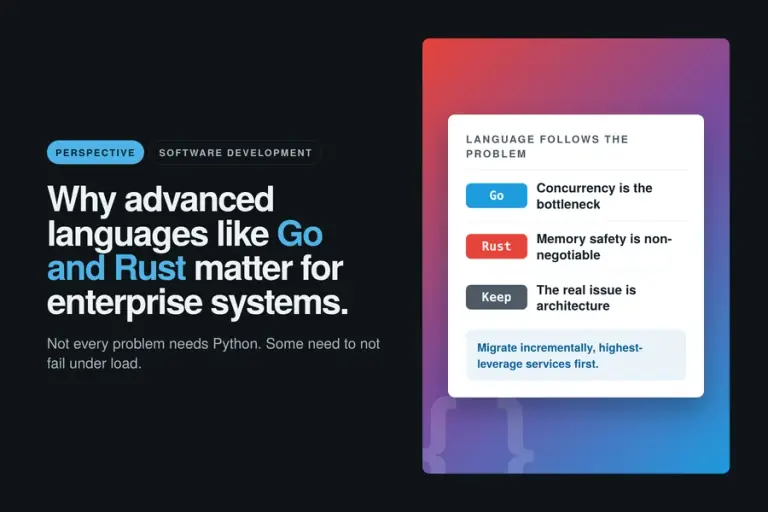 PERSPECTIVE
SOFTWARE DEVELOPMENT
Why advanced
languages like Go
and Rust matter for
enterprise systems.
Not every problem needs Python. Some need to not
fail under load.
LANGUAGE FOLLOWS THE
PROBLEM
Go
Concurrency is the
bottleneck
Rust
Memory safety is non-
negotiable
Keep
The real issue is
architecture
Migrate incrementally, highest-
leverage services first.
{ }